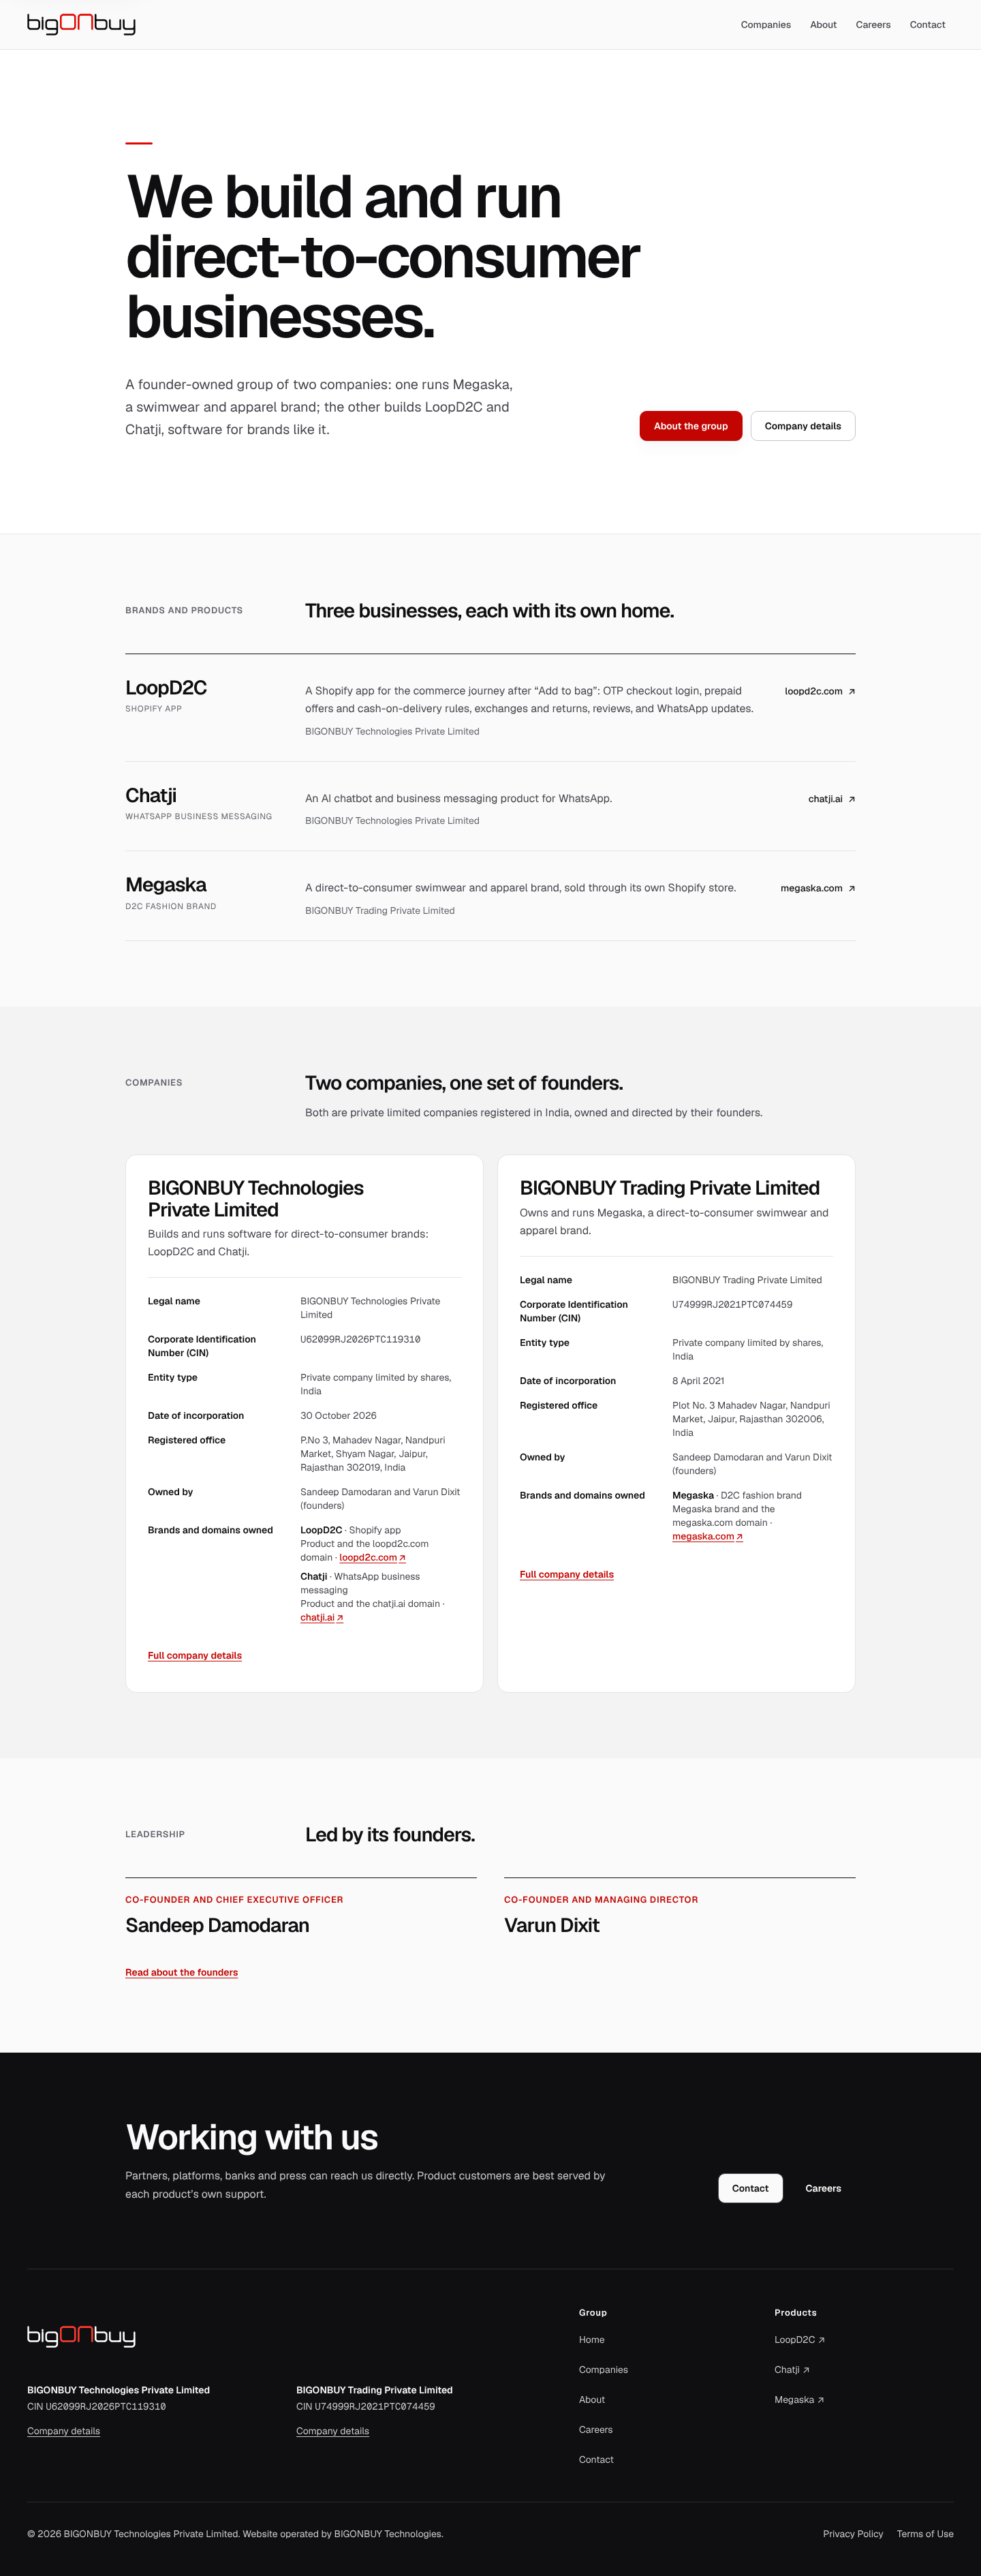 bigONbuy
Companies About Careers Contact
We build and run
direct-to-consumer
businesses.
A founder-owned group of two companies: one runs Megaska,
a swimwear and apparel brand; the other builds LoopD2C and
Chatji, software for brands like it.
About the group Company details
BRANDS AND PRODUCTS
Three businesses, each with its own home.
LoopD2C
SHOPIFY APP
A Shopify app for the commerce journey after “Add to bag”: OTP checkout login, prepaid
offers and cash-on-delivery rules, exchanges and returns, reviews, and WhatsApp updates.
BIGONBUY Technologies Private Limited
loopd2c.com ↗
Chatji
WHATSAPP BUSINESS MESSAGING
An AI chatbot and business messaging product for WhatsApp.
BIGONBUY Technologies Private Limited
chatji.ai ↗
Megaska
D2C FASHION BRAND
A direct-to-consumer swimwear and apparel brand, sold through its own Shopify store.
BIGONBUY Trading Private Limited
megaska.com ↗
COMPANIES
Two companies, one set of founders.
Both are private limited companies registered in India, owned and directed by their founders.
BIGONBUY Technologies
Private Limited
Builds and runs software for direct-to-consumer brands:
LoopD2C and Chatji.
Legal name
BIGONBUY Technologies Private
Limited
Corporate Identification
Number (CIN)
U62099RJ2026PTC119310
Entity type
Private company limited by shares,
India
Date of incorporation
30 October 2026
Registered office
P.No 3, Mahadev Nagar, Nandpuri
Market, Shyam Nagar, Jaipur,
Rajasthan 302019, India
Owned by
Sandeep Damodaran and Varun Dixit
(founders)
Brands and domains owned
LoopD2C · Shopify app
Product and the loopd2c.com
domain · loopd2c.com ↗
Chatji · WhatsApp business
messaging
Product and the chatji.ai domain ·
chatji.ai ↗
Full company details
BIGONBUY Trading Private Limited
Owns and runs Megaska, a direct-to-consumer swimwear and
apparel brand.
Legal name
BIGONBUY Trading Private Limited
Corporate Identification
Number (CIN)
U74999RJ2021PTC074459
Entity type
Private company limited by shares,
India
Date of incorporation
8 April 2021
Registered office
Plot No. 3 Mahadev Nagar, Nandpuri
Market, Jaipur, Rajasthan 302006,
India
Owned by
Sandeep Damodaran and Varun Dixit
(founders)
Brands and domains owned
Megaska · D2C fashion brand
Megaska brand and the
megaska.com domain ·
megaska.com ↗
Full company details
LEADERSHIP
Led by its founders.
CO-FOUNDER AND CHIEF EXECUTIVE OFFICER
Sandeep Damodaran
CO-FOUNDER AND MANAGING DIRECTOR
Varun Dixit
Read about the founders
Working with us
Partners, platforms, banks and press can reach us directly. Product customers are best served by
each product’s own support.
Contact Careers
bigONbuy
BIGONBUY Technologies Private Limited
CIN U62099RJ2026PTC119310
Company details
BIGONBUY Trading Private Limited
CIN U74999RJ2021PTC074459
Company details
Group
Home
Companies
About
Careers
Contact
Products
LoopD2C ↗
Chatji ↗
Megaska ↗
© 2026 BIGONBUY Technologies Private Limited. Website operated by BIGONBUY Technologies.
Privacy Policy Terms of Use